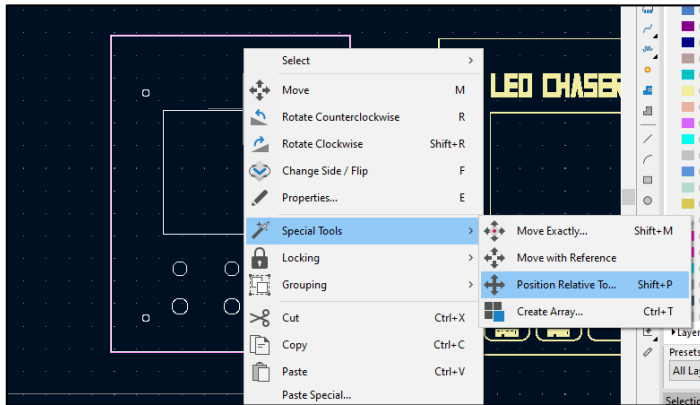 Select
Move M
Rotate Counterclockwise R
Rotate Clockwise Shift+R
Change Side / Flip F
Properties... E
Special Tools
Locking
Grouping
Cut Ctrl+X
Copy Ctrl+C
Paste Ctrl+V
Paste Special...
Move Exactly... Shift+M
Move with Reference
Position Relative To... Shift+P
Create Array... Ctrl+T
LED CHASER
Layer
Presets
All La
Selectio